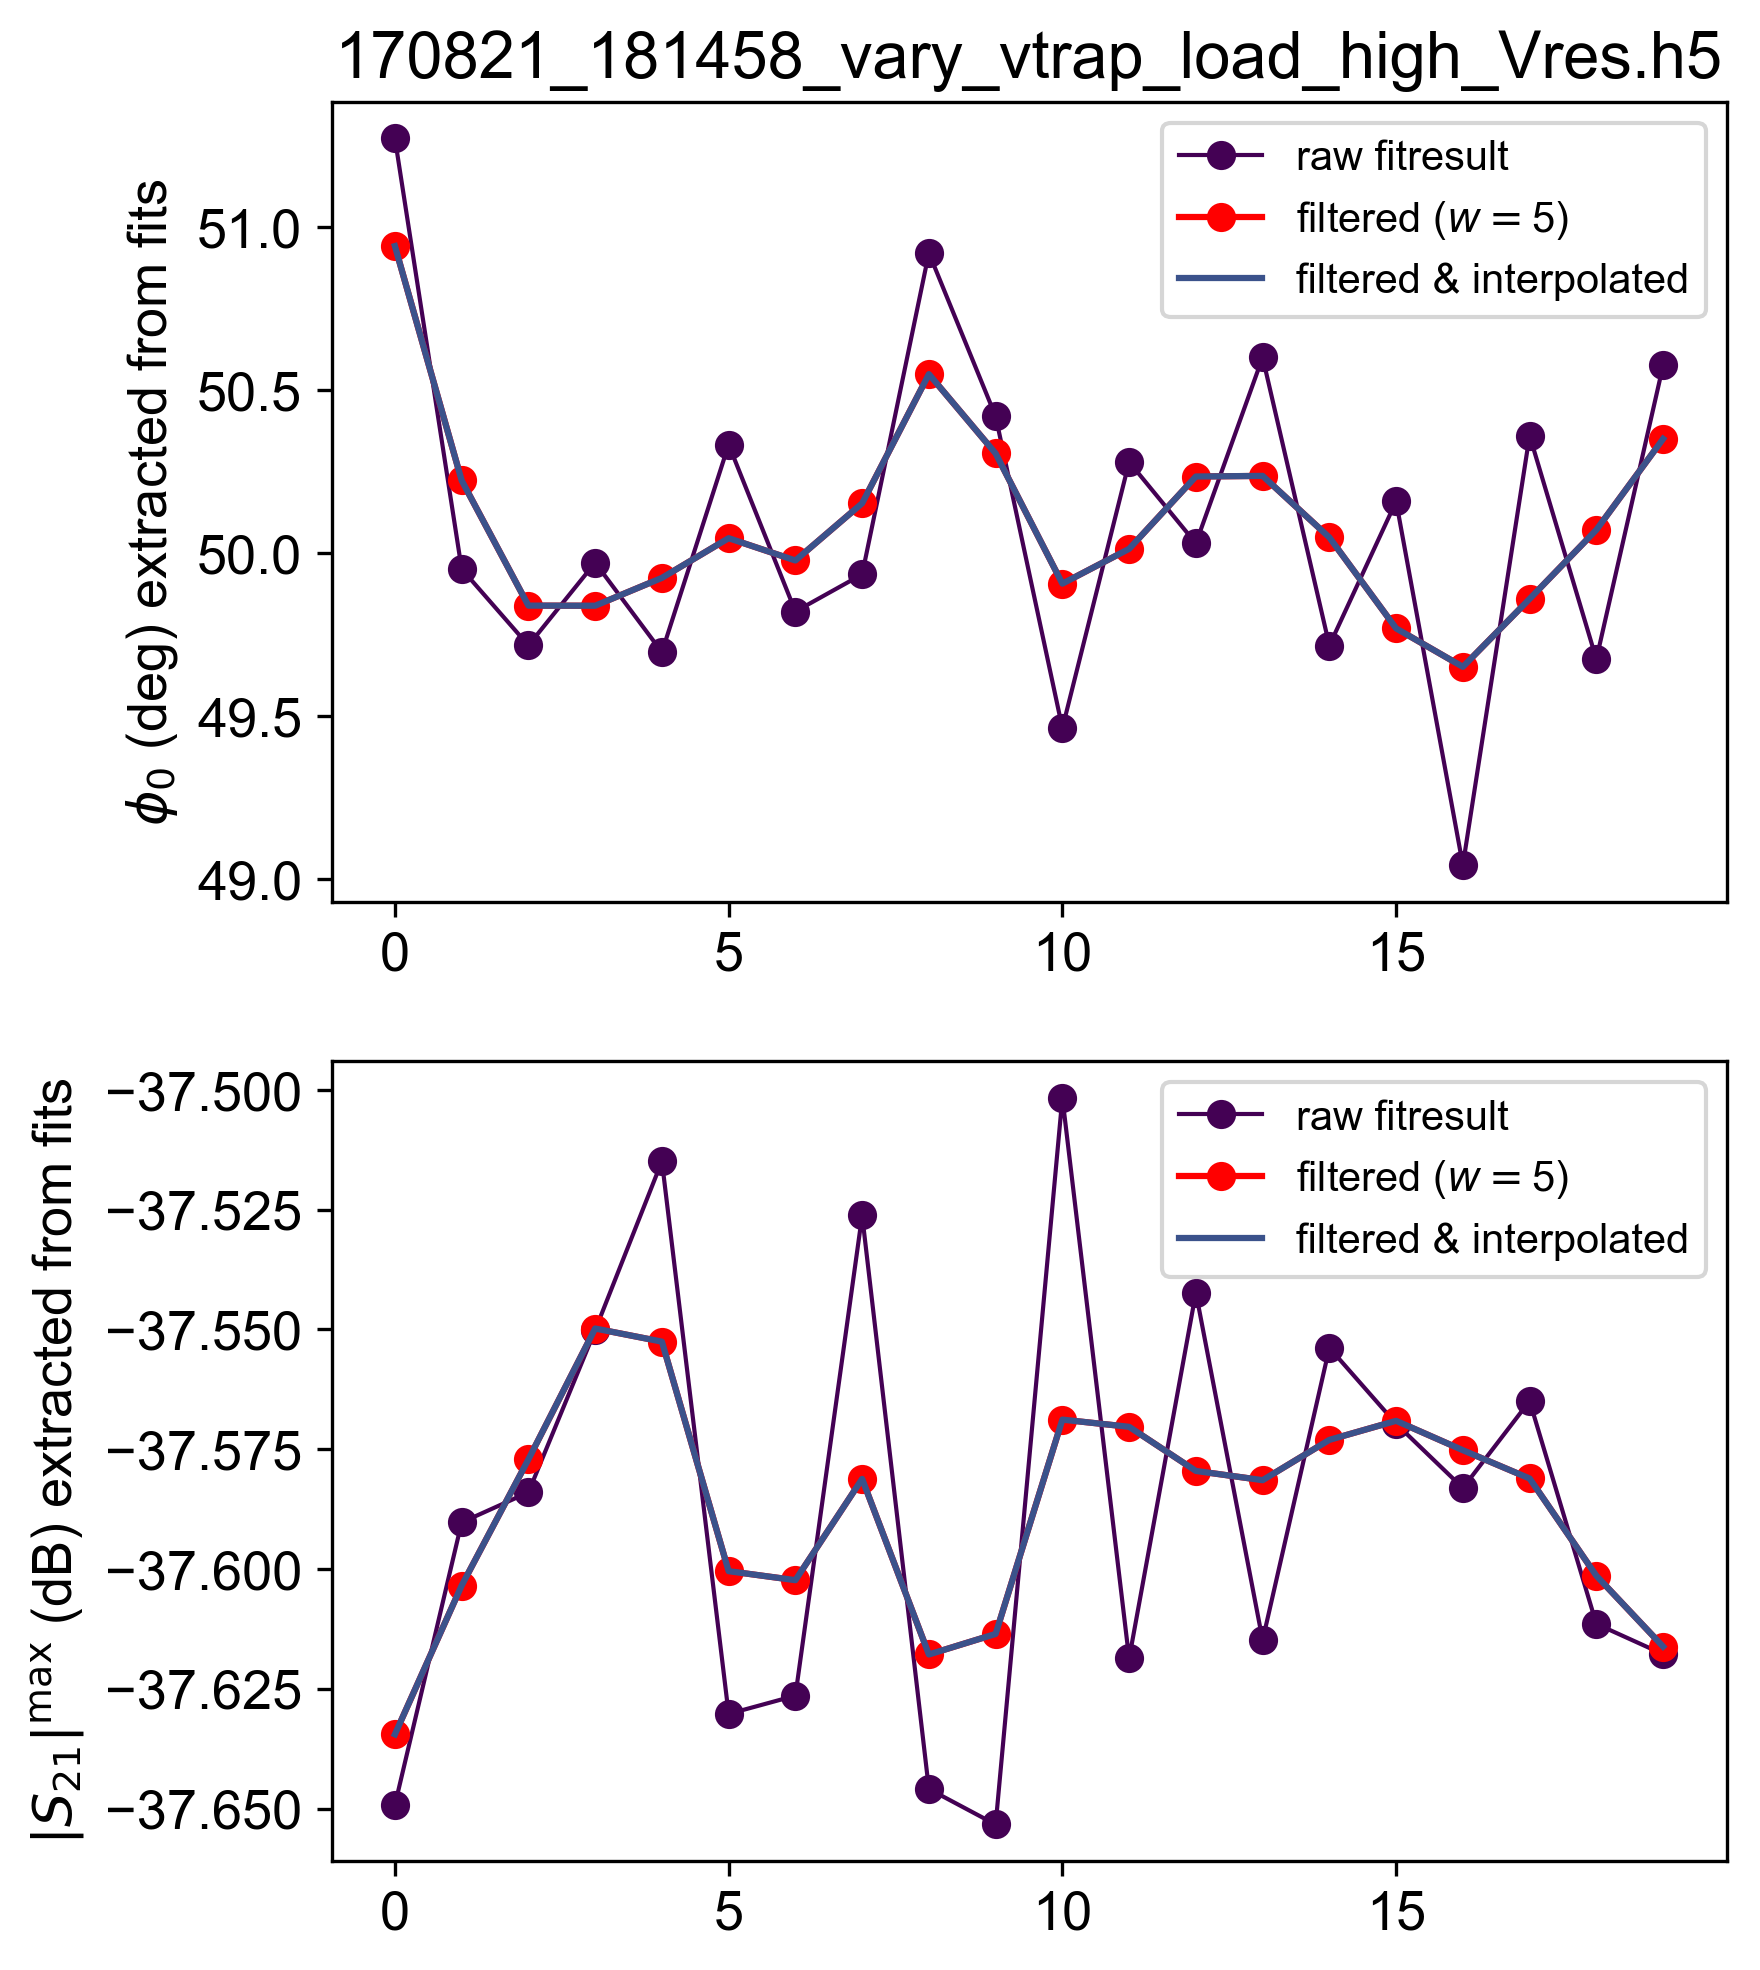 170821_181458_vary_vtrap_load_high_Vres.h5
ϕ₀ (deg) extracted from fits
51.0
50.5
50.0
49.5
49.0
raw fitresult
filtered (w = 5)
filtered & interpolated
0 5 10 15
|S₂₁|ᵐᵃˣ (dB) extracted from fits
−37.500
−37.525
−37.550
−37.575
−37.600
−37.625
−37.650
raw fitresult
filtered (w = 5)
filtered & interpolated
0 5 10 15